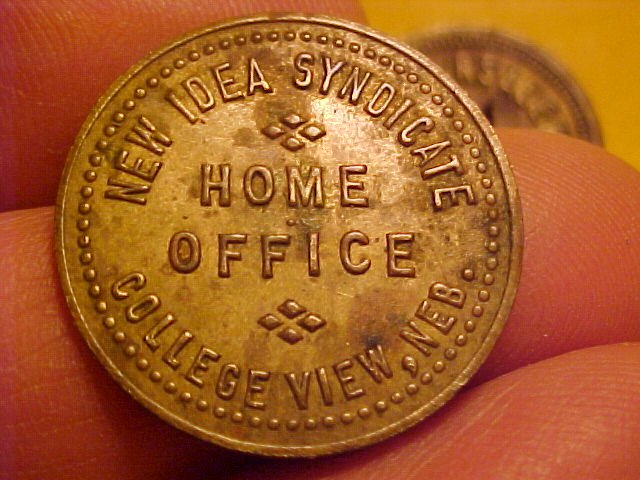 NEW IDEA SYNDICATE
HOME
OFFICE
COLLEGE VIEW, NEB.